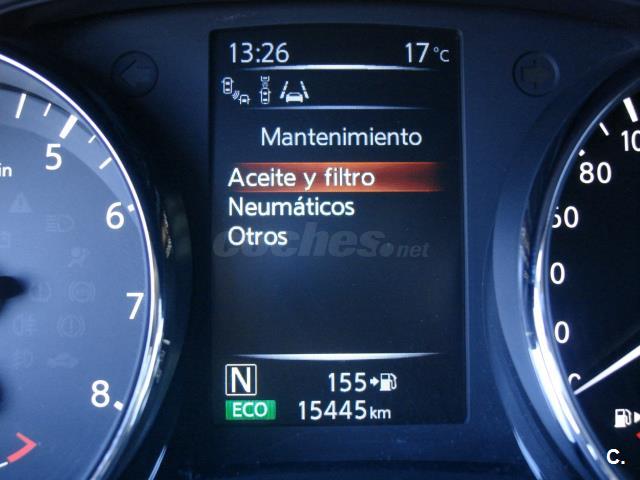 13:26 17 °C
Mantenimiento
Aceite y filtro
Neumáticos
Otros
coches.net
N 155
ECO 15445 km
5
6
7
8
in
80
C.